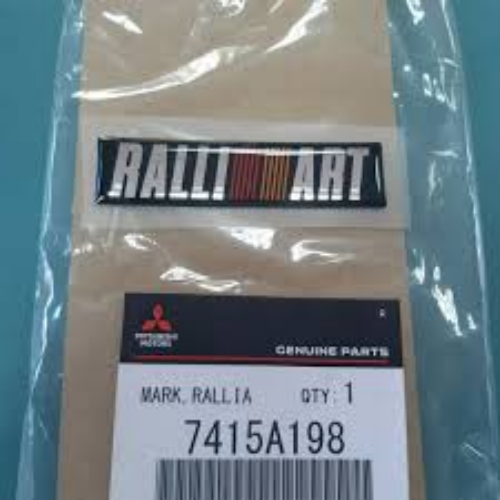 RALLI ART
MITSUBISHI
MOTORS
GENUINE PARTS
MARK, RALLIA QTY: 1
7415A198